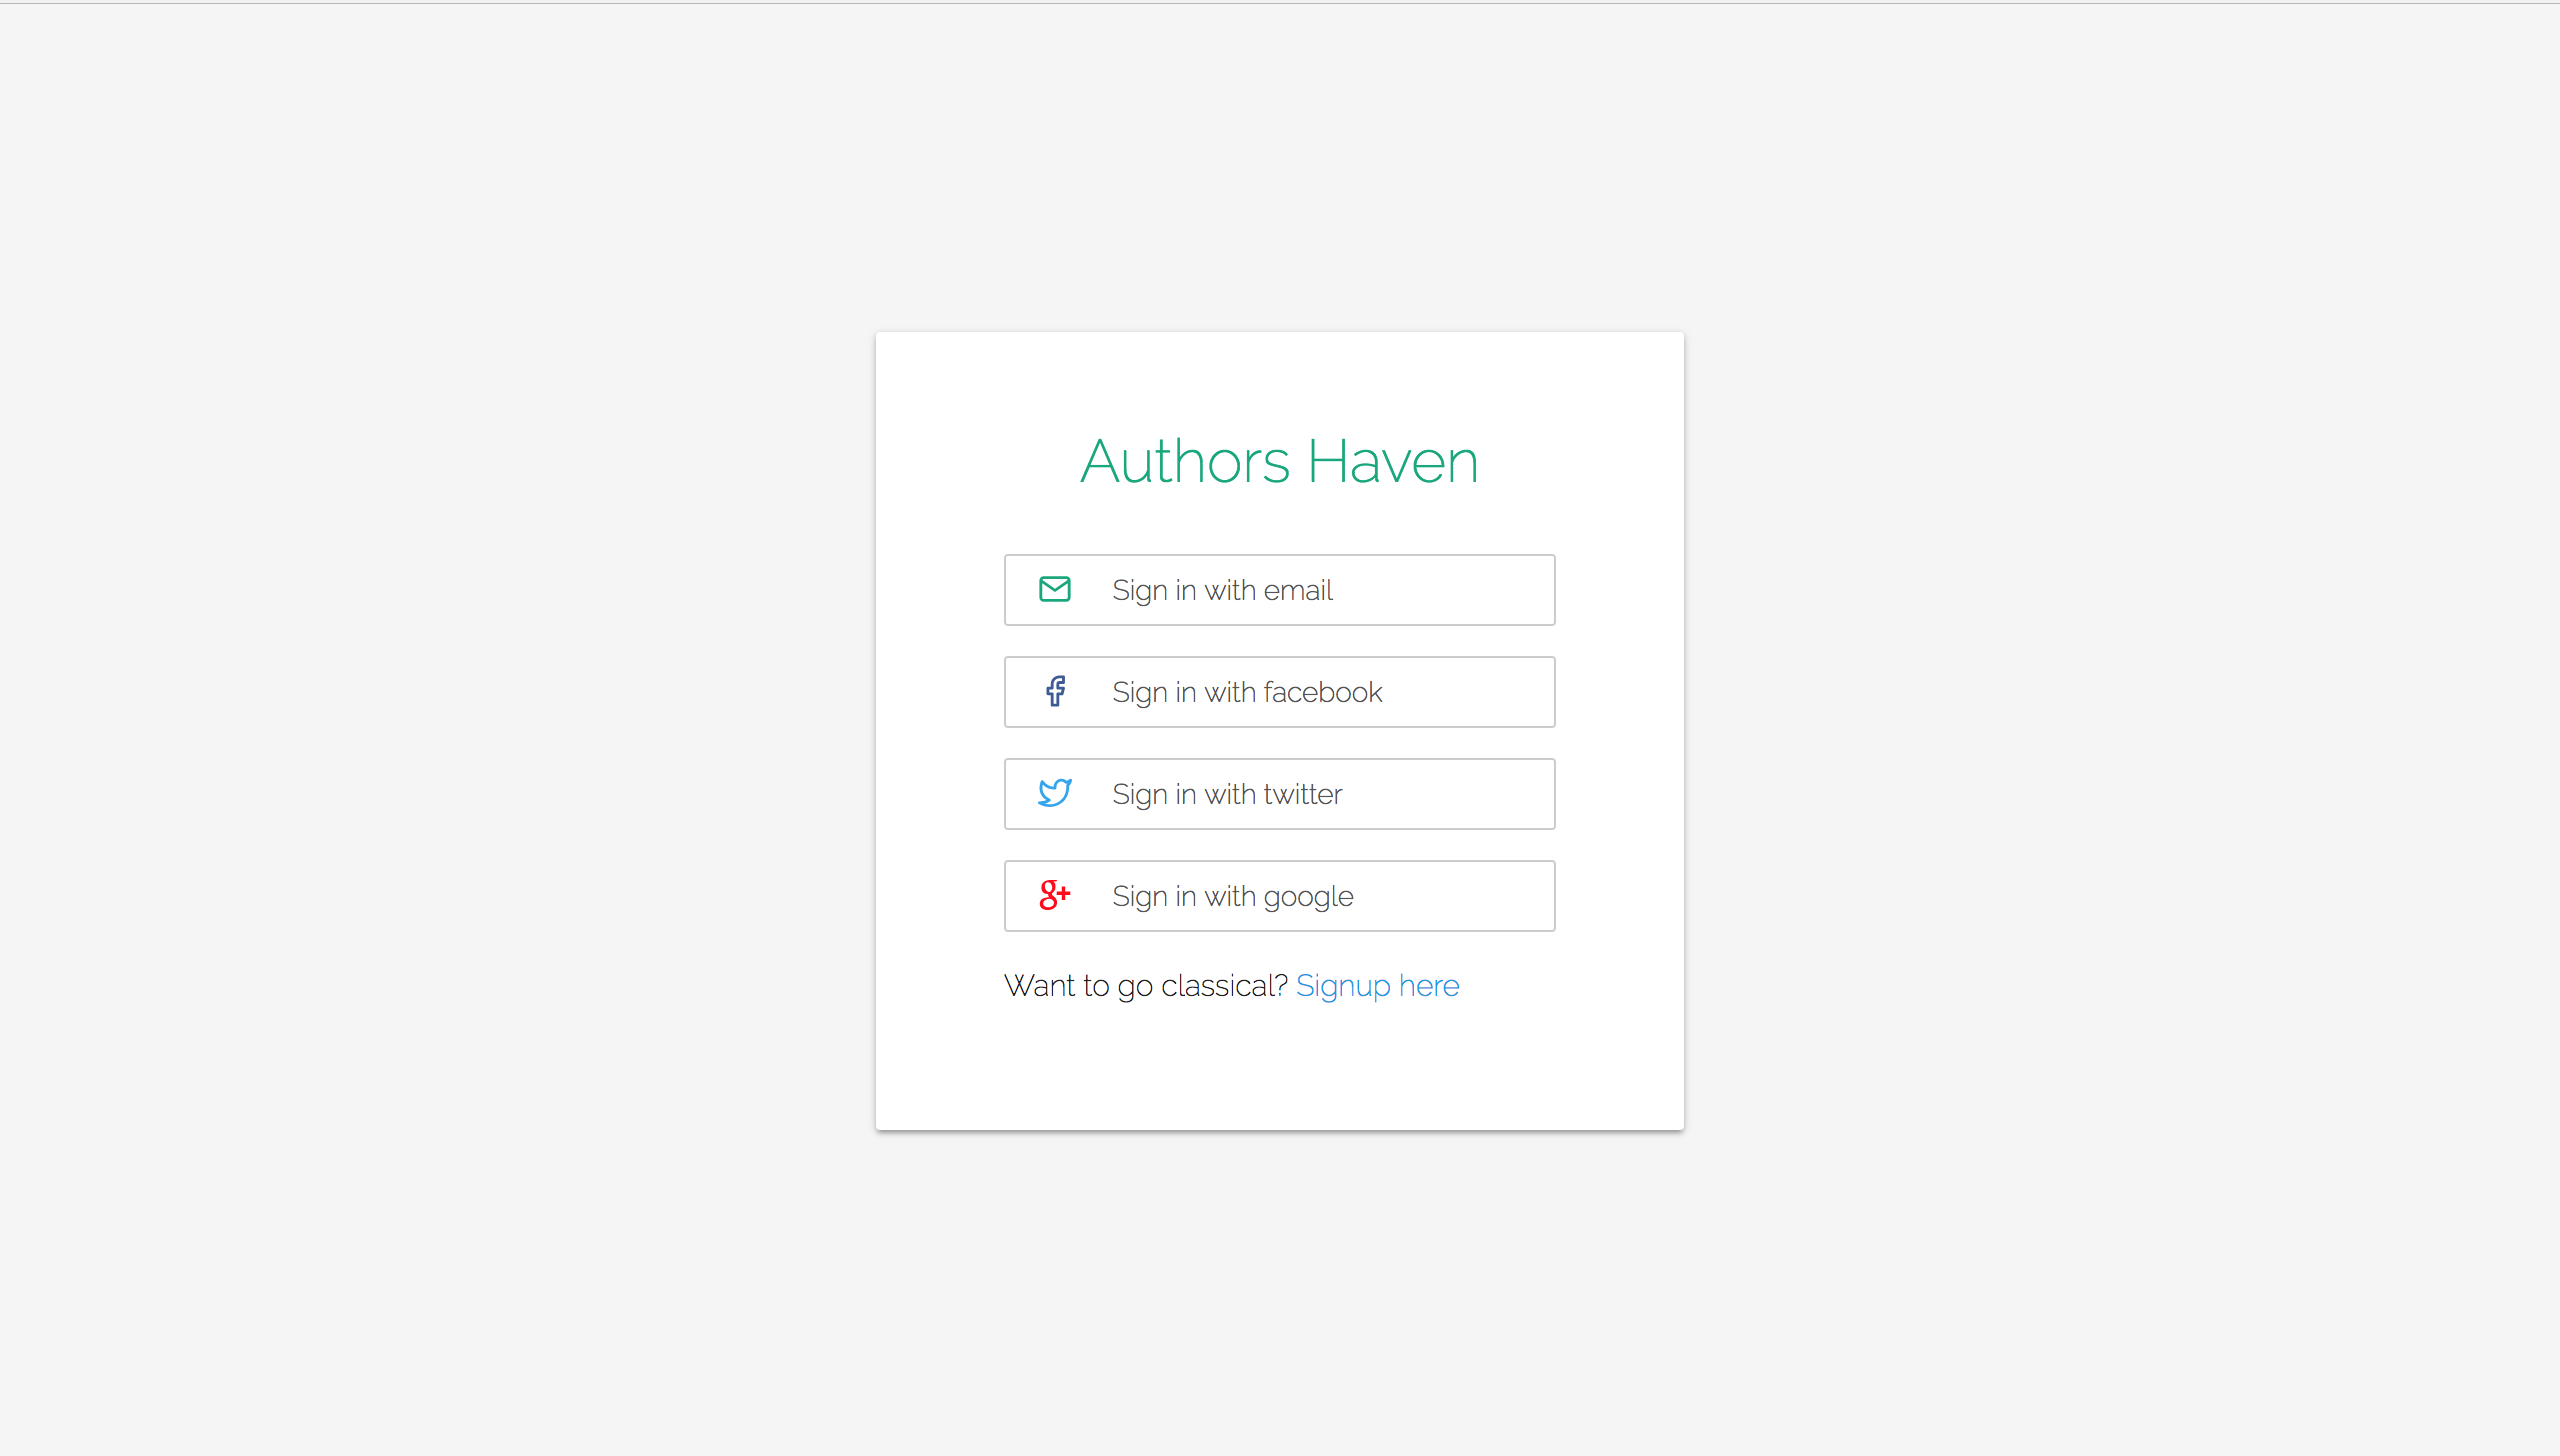 Authors Haven
Sign in with email
Sign in with facebook
Sign in with twitter
g+ Sign in with google
Want to go classical? Signup here